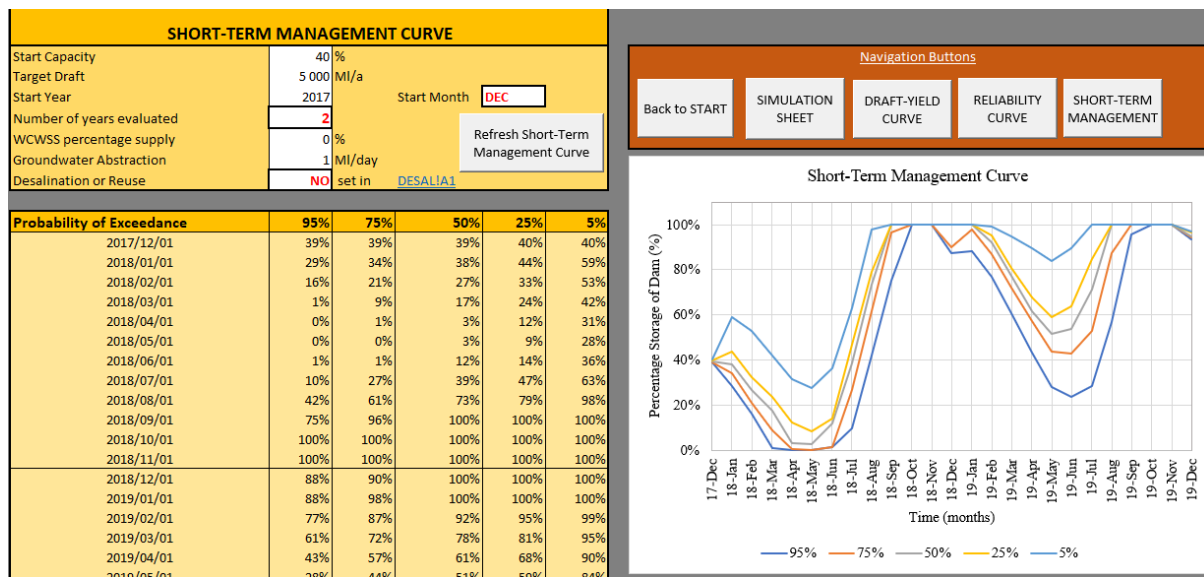 SHORT-TERM MANAGEMENT CURVE
Start Capacity 40 %
Target Draft 5 000 Ml/a
Start Year 2017 Start Month DEC
Number of years evaluated 2
WCWSS percentage supply 0 %
Groundwater Abstraction 1 Ml/day
Desalination or Reuse NO set in DESAL!A1
Refresh Short-Term
Management Curve
Probability of Exceedance 95% 75% 50% 25% 5%
2017/12/01 39% 39% 39% 40% 40%
2018/01/01 29% 34% 38% 44% 59%
2018/02/01 16% 21% 27% 33% 53%
2018/03/01 1% 9% 17% 24% 42%
2018/04/01 0% 1% 3% 12% 31%
2018/05/01 0% 0% 3% 9% 28%
2018/06/01 1% 1% 12% 14% 36%
2018/07/01 10% 27% 39% 47% 63%
2018/08/01 42% 61% 73% 79% 98%
2018/09/01 75% 96% 100% 100% 100%
2018/10/01 100% 100% 100% 100% 100%
2018/11/01 100% 100% 100% 100% 100%
2018/12/01 88% 90% 100% 100% 100%
2019/01/01 88% 98% 100% 100% 100%
2019/02/01 77% 87% 92% 95% 99%
2019/03/01 61% 72% 78% 81% 95%
2019/04/01 43% 57% 61% 68% 90%
2019/05/01 28% 44% 51% 59% 84%
Navigation Buttons
Back to START
SIMULATION
SHEET
DRAFT-YIELD
CURVE
RELIABILITY
CURVE
SHORT-TERM
MANAGEMENT
Short-Term Management Curve
Percentage Storage of Dam (%)
100%
80%
60%
40%
20%
0%
17-Dec
18-Jan
18-Feb
18-Mar
18-Apr
18-May
18-Jun
18-Jul
18-Aug
18-Sep
18-Oct
18-Nov
18-Dec
19-Jan
19-Feb
19-Mar
19-Apr
19-May
19-Jun
19-Jul
19-Aug
19-Sep
19-Oct
19-Nov
19-Dec
Time (months)
95% 75% 50% 25% 5%